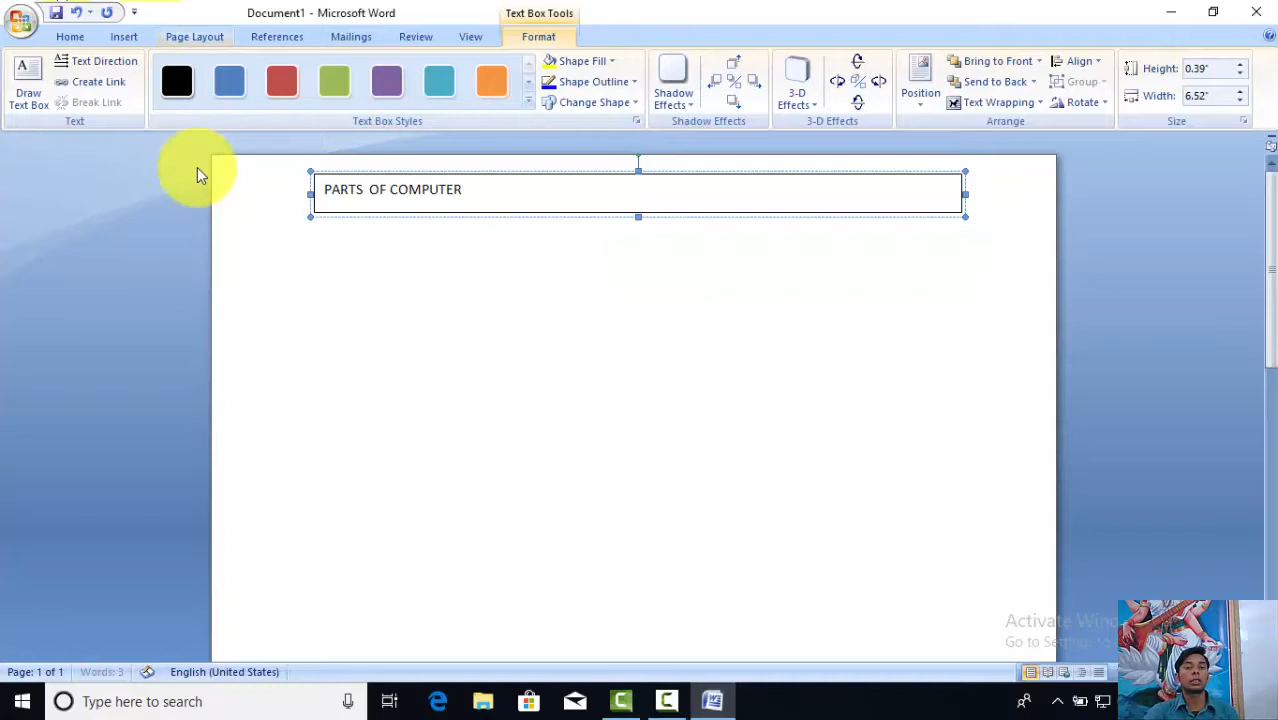 Document1 - Microsoft Word
Text Box Tools
Home Insert Page Layout References Mailings Review View Format
Draw Text Box
Text Direction
Create Link
Break Link
Text
Text Box Styles
Shape Fill
Shape Outline
Change Shape
Shadow Effects
Shadow Effects
3-D Effects
3-D Effects
Position
Bring to Front
Send to Back
Text Wrapping
Align
Group
Rotate
Arrange
Height: 0.39"
Width: 6.52"
Size
PARTS OF COMPUTER
Activate
Go to
Page: 1 of 1 Words: 3 English (United States)
Type here to search